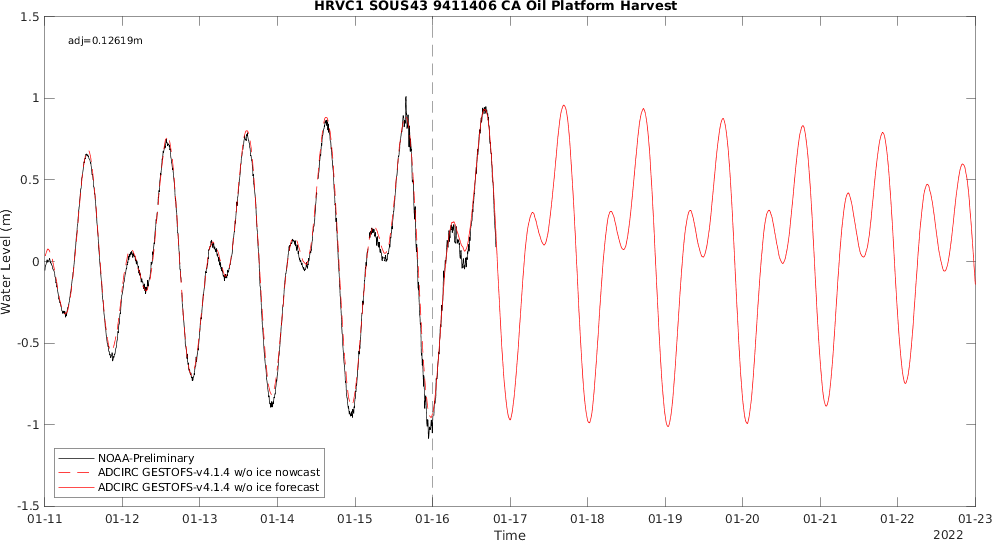 HRVC1 SOUS43 9411406 CA Oil Platform Harvest
adj=0.12619m
Water Level (m)
1.5
1
0.5
0
-0.5
-1
-1.5
NOAA-Preliminary
ADCIRC GESTOFS-v4.1.4 w/o ice nowcast
ADCIRC GESTOFS-v4.1.4 w/o ice forecast
01-11 01-12 01-13 01-14 01-15 01-16 01-17 01-18 01-19 01-20 01-21 01-22 01-23
Time
2022